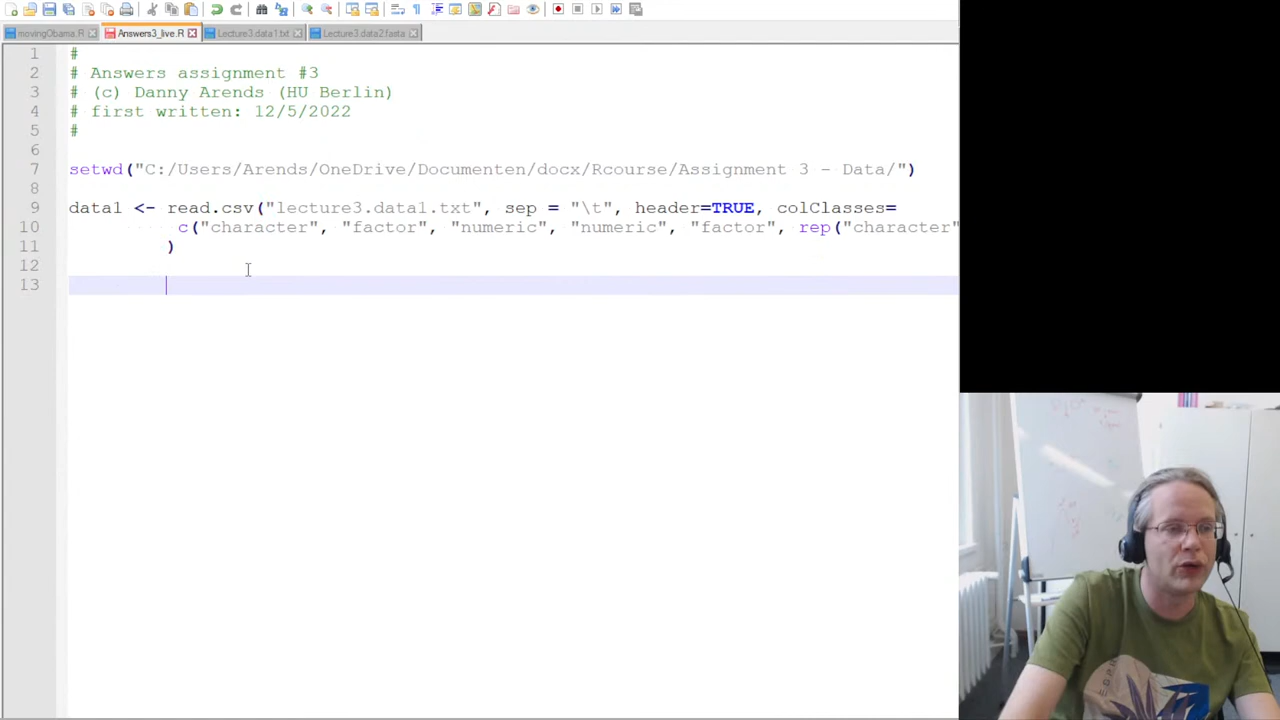 movingObama.R
Answers3_live.R
Lecture3.data1.txt
Lecture3.data2.fasta
1 #
2 # Answers assignment #3
3 # (c) Danny Arends (HU Berlin)
4 # first written: 12/5/2022
5 #
6
7 setwd("C:/Users/Arends/OneDrive/Documenten/docx/Rcourse/Assignment 3 - Data/")
8
9 data1 <- read.csv("lecture3.data1.txt", sep = "\t", header=TRUE, colClasses=
10 c("character", "factor", "numeric", "numeric", "factor", rep("character"
11 )
12
13